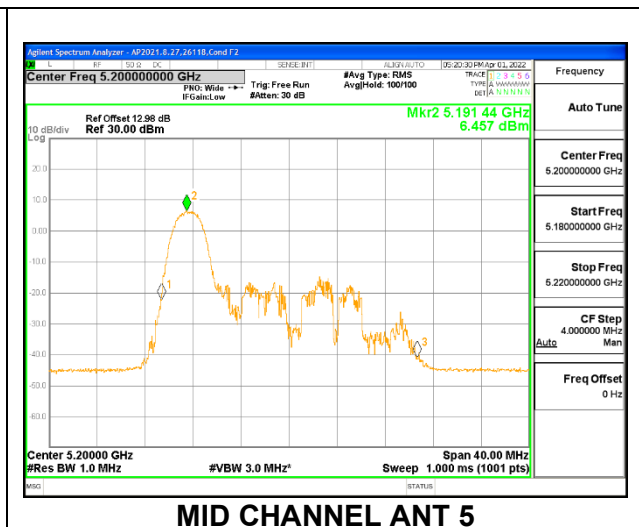 Agilent Spectrum Analyzer - AP2021.8.27,26118,Cond F2
L RF 50 Ω DC SENSE:INT ALIGN AUTO 05:20:30 PM Apr 01, 2022
Center Freq 5.200000000 GHz
PNO: Wide
IFGain:Low
Trig: Free Run
#Atten: 30 dB
#Avg Type: RMS
Avg|Hold: 100/100
TRACE 1 2 3 4 5 6
TYPE A WWWWWW
DET A N N N N N
Frequency
Auto Tune
Center Freq
5.200000000 GHz
Start Freq
5.180000000 GHz
Stop Freq
5.220000000 GHz
CF Step
4.000000 MHz
Auto Man
Freq Offset
0 Hz
Mkr2 5.191 44 GHz
6.457 dBm
Ref Offset 12.98 dB
10 dB/div Ref 30.00 dBm
Log
20.0
10.0
0.00
-10.0
-20.0
-30.0
-40.0
-50.0
-60.0
2
1
3
Center 5.20000 GHz Span 40.00 MHz
#Res BW 1.0 MHz #VBW 3.0 MHz* Sweep 1.000 ms (1001 pts)
MSG STATUS
MID CHANNEL ANT 5